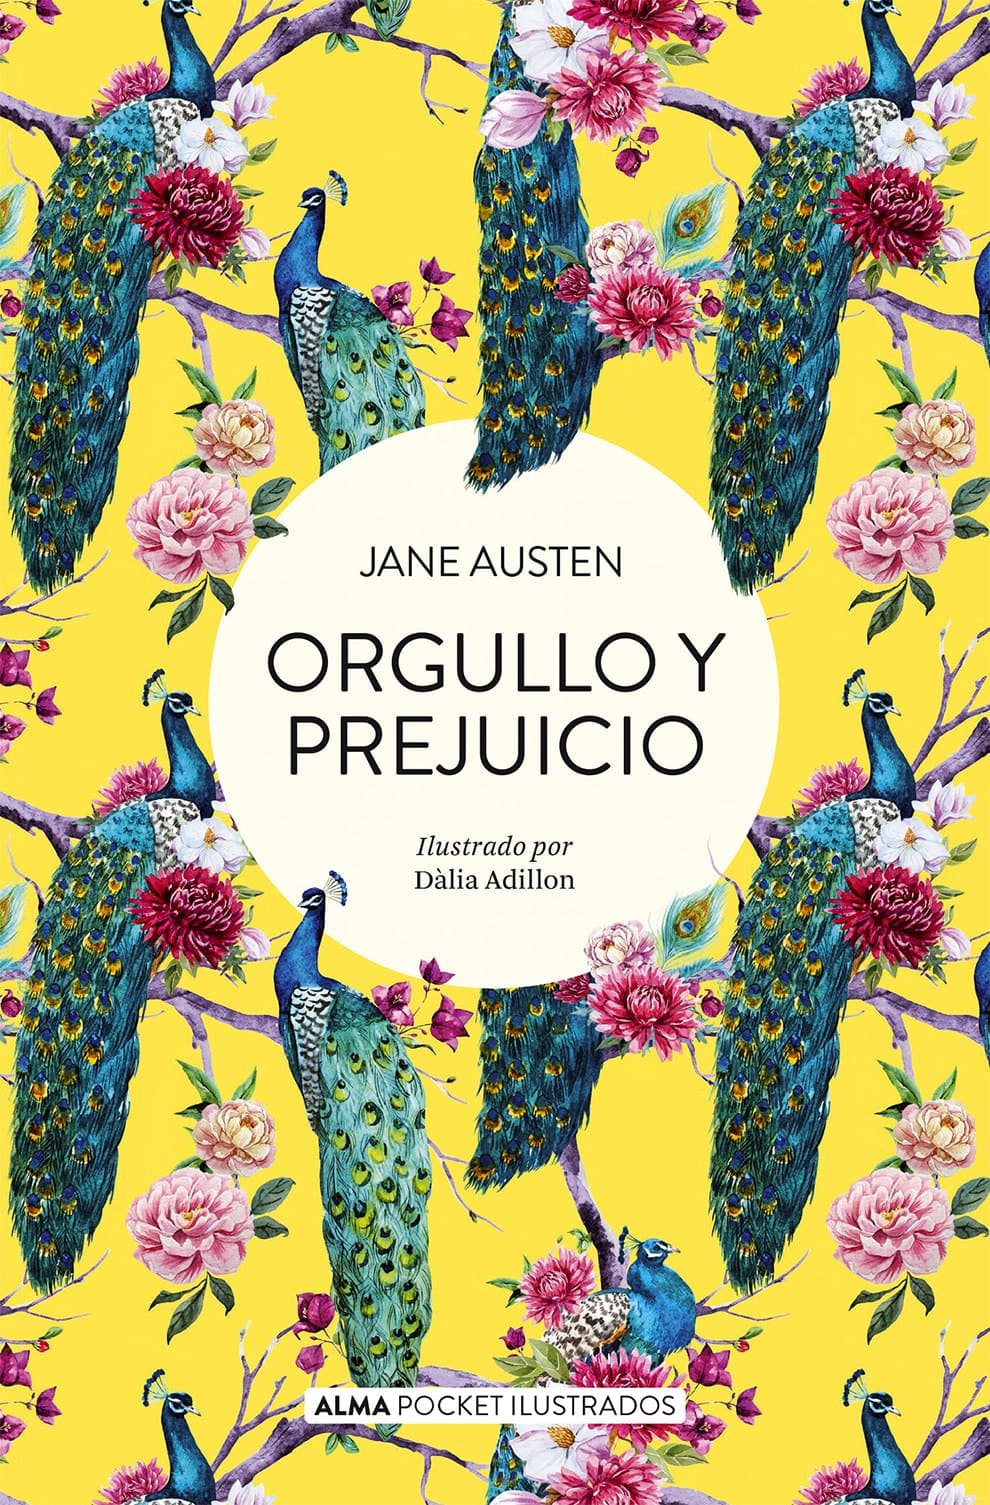 JANE AUSTEN
ORGULLO Y
PREJUICIO
Ilustrado por
Dàlia Adillon
ALMA POCKET ILUSTRADOS